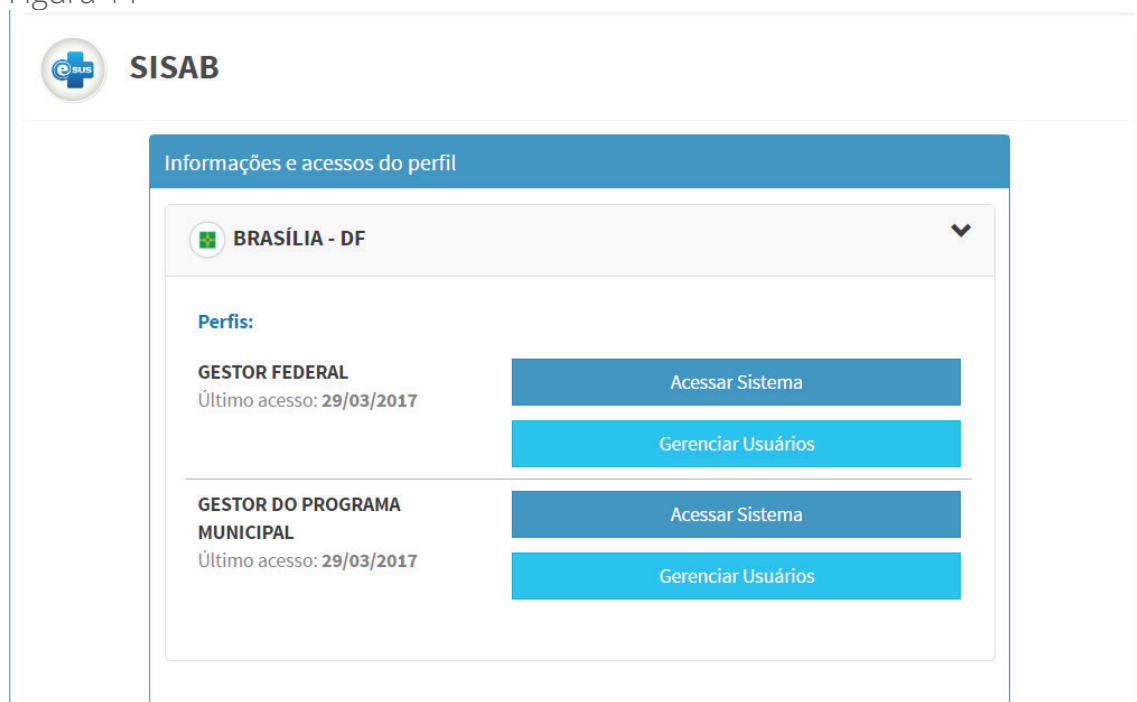 SISAB
e sus
Informações e acessos do perfil
BRASÍLIA - DF
Perfis:
GESTOR FEDERAL
Último acesso: 29/03/2017
Acessar Sistema
Gerenciar Usuários
GESTOR DO PROGRAMA
MUNICIPAL
Último acesso: 29/03/2017
Acessar Sistema
Gerenciar Usuários